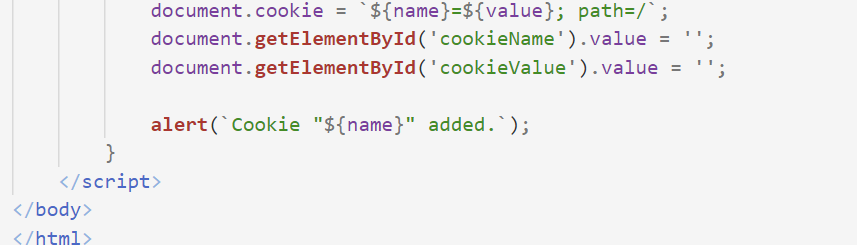 document.cookie = `${name}=${value}; path=/`;
document.getElementById('cookieName').value = '';
document.getElementById('cookieValue').value = '';
alert(`Cookie "${name}" added.`);
}
</script>
</body>
</html>